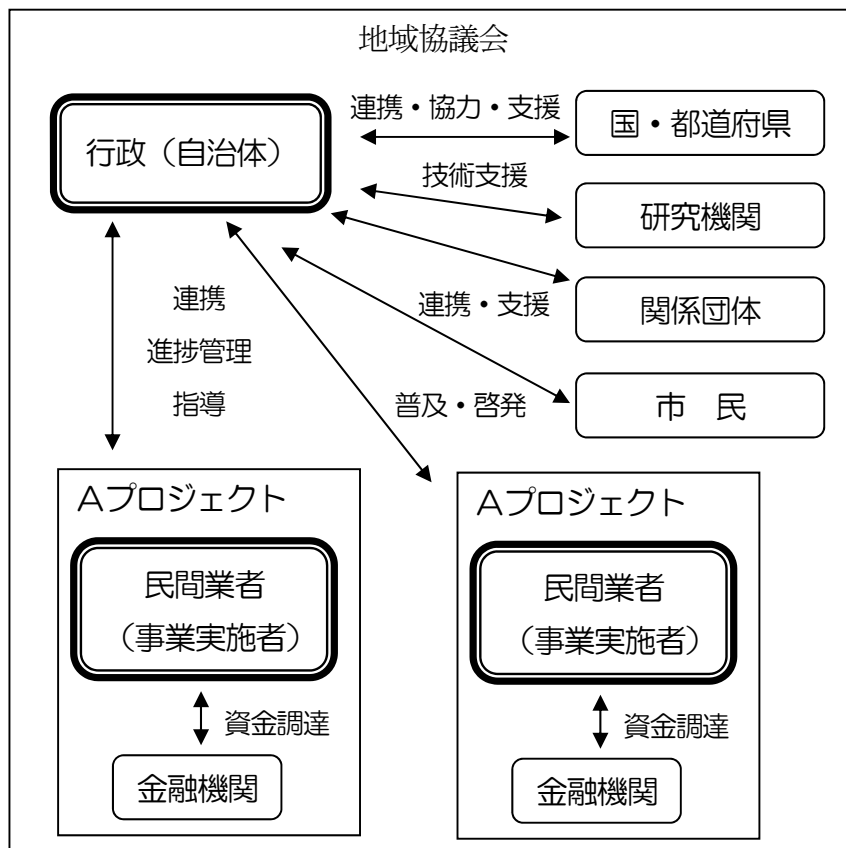 地域協議会
行政(自治体)
連携・協力・支援
国・都道府県
技術支援
研究機関
連携・支援
関係団体
普及・啓発
市　民
連携
進捗管理
指導
Aプロジェクト
民間業者
(事業実施者)
資金調達
金融機関
Aプロジェクト
民間業者
(事業実施者)
資金調達
金融機関